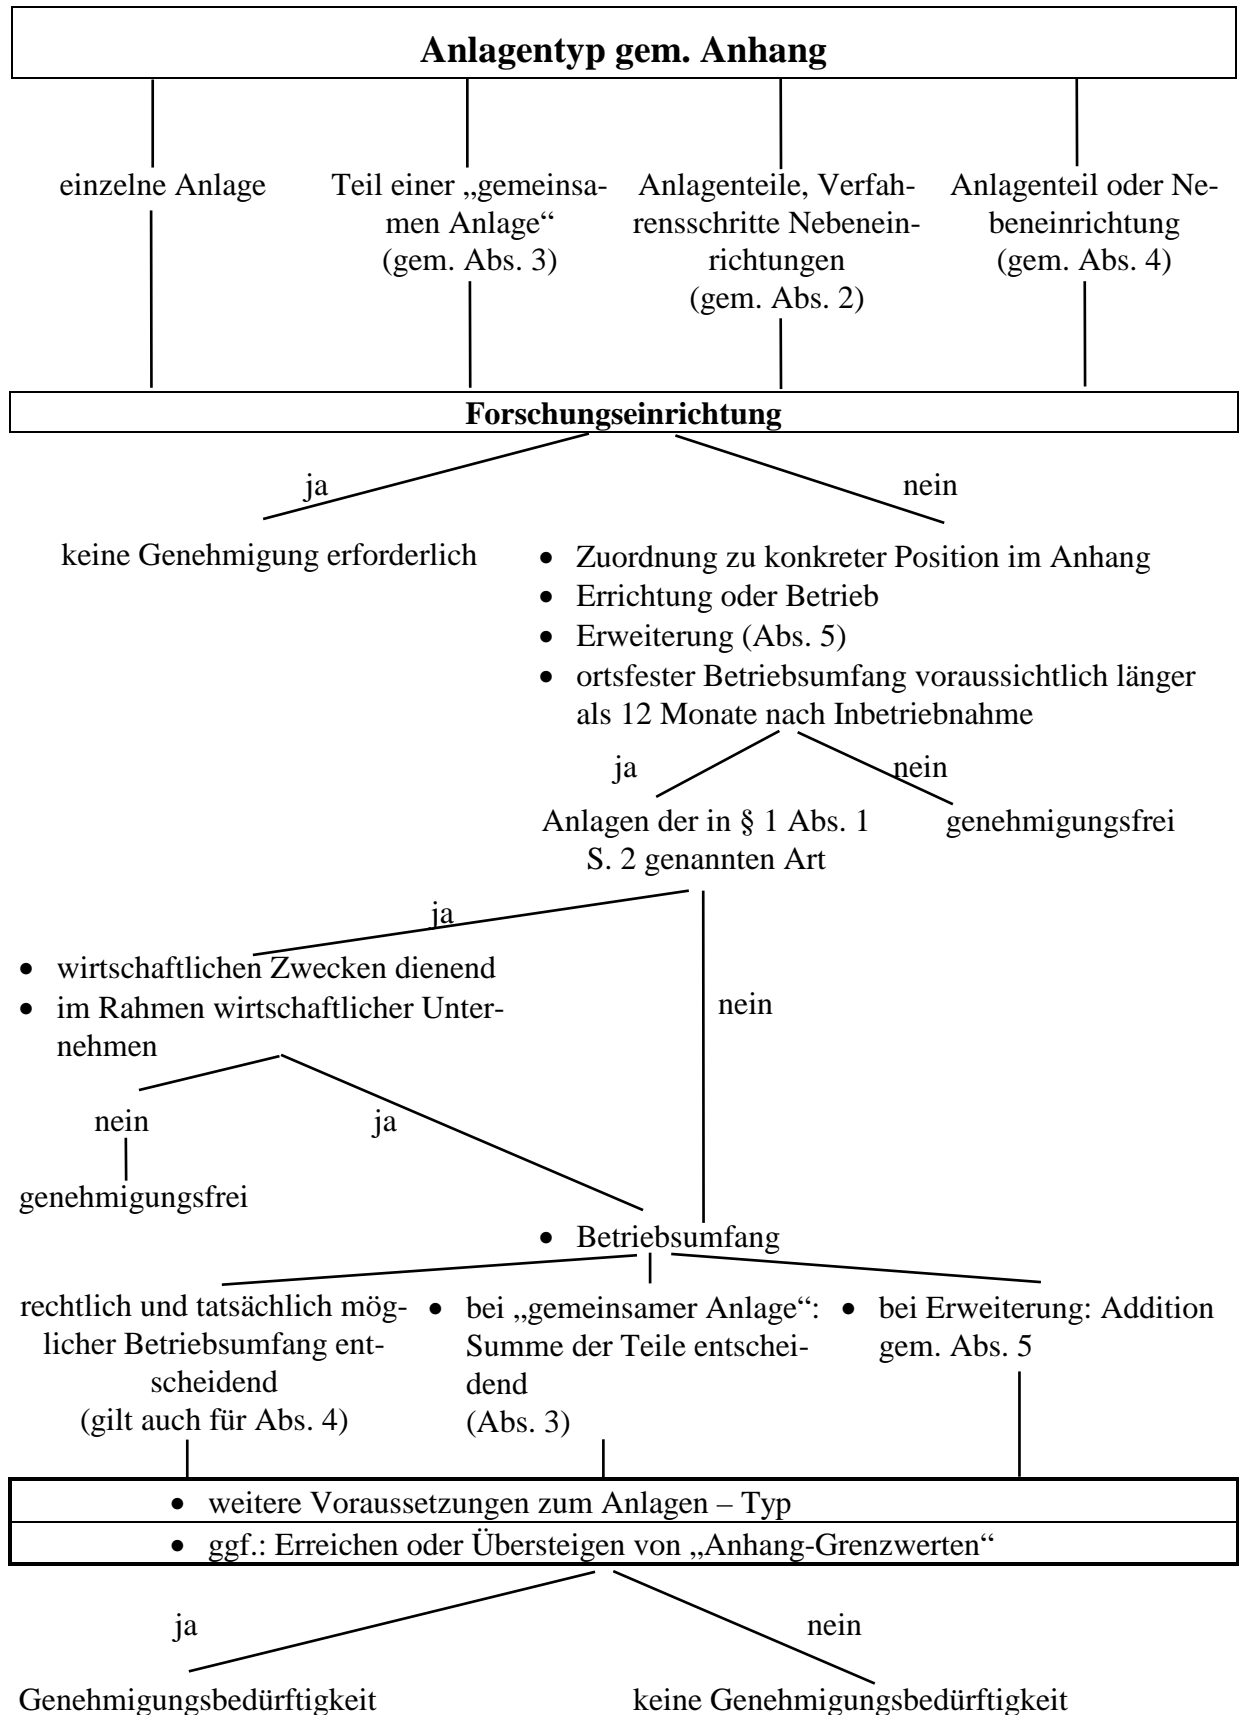 Anlagentyp gem. Anhang
einzelne Anlage
Teil einer „gemeinsa-
men Anlage“
(gem. Abs. 3)
Anlagenteile, Verfah-
rensschritte Nebenein-
richtungen
(gem. Abs. 2)
Anlagenteil oder Ne-
beneinrichtung
(gem. Abs. 4)
Forschungseinrichtung
ja
nein
keine Genehmigung erforderlich
• Zuordnung zu konkreter Position im Anhang
• Errichtung oder Betrieb
• Erweiterung (Abs. 5)
• ortsfester Betriebsumfang voraussichtlich länger
als 12 Monate nach Inbetriebnahme
ja
nein
Anlagen der in § 1 Abs. 1
S. 2 genannten Art
genehmigungsfrei
ja
nein
• wirtschaftlichen Zwecken dienend
• im Rahmen wirtschaftlicher Unter-
nehmen
nein
ja
genehmigungsfrei
• Betriebsumfang
rechtlich und tatsächlich mög-
licher Betriebsumfang ent-
scheidend
(gilt auch für Abs. 4)
• bei „gemeinsamer Anlage“:
Summe der Teile entschei-
dend
(Abs. 3)
• bei Erweiterung: Addition
gem. Abs. 5
• weitere Voraussetzungen zum Anlagen – Typ
• ggf.: Erreichen oder Übersteigen von „Anhang-Grenzwerten“
ja
nein
Genehmigungsbedürftigkeit
keine Genehmigungsbedürftigkeit